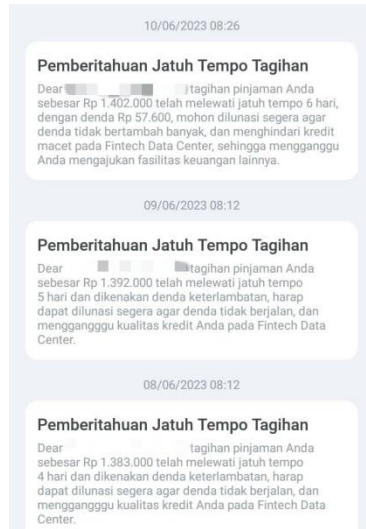 10/06/2023 08:26
Pemberitahuan Jatuh Tempo Tagihan
Dear tagihan pinjaman Anda
sebesar Rp 1.402.000 telah melewati jatuh tempo 6 hari,
dengan denda Rp 57.600, mohon dilunasi segera agar
denda tidak bertambah banyak, dan menghindari kredit
macet pada Fintech Data Center, sehingga mengganggu
Anda mengajukan fasilitas keuangan lainnya.
09/06/2023 08:12
Pemberitahuan Jatuh Tempo Tagihan
Dear tagihan pinjaman Anda
sebesar Rp 1.392.000 telah melewati jatuh tempo
5 hari dan dikenakan denda keterlambatan, harap
dapat dilunasi segera agar denda tidak berjalan, dan
menggangggu kualitas kredit Anda pada Fintech Data
Center.
08/06/2023 08:12
Pemberitahuan Jatuh Tempo Tagihan
Dear tagihan pinjaman Anda
sebesar Rp 1.383.000 telah melewati jatuh tempo
4 hari dan dikenakan denda keterlambatan, harap
dapat dilunasi segera agar denda tidak berjalan, dan
menggangggu kualitas kredit Anda pada Fintech Data
Center.